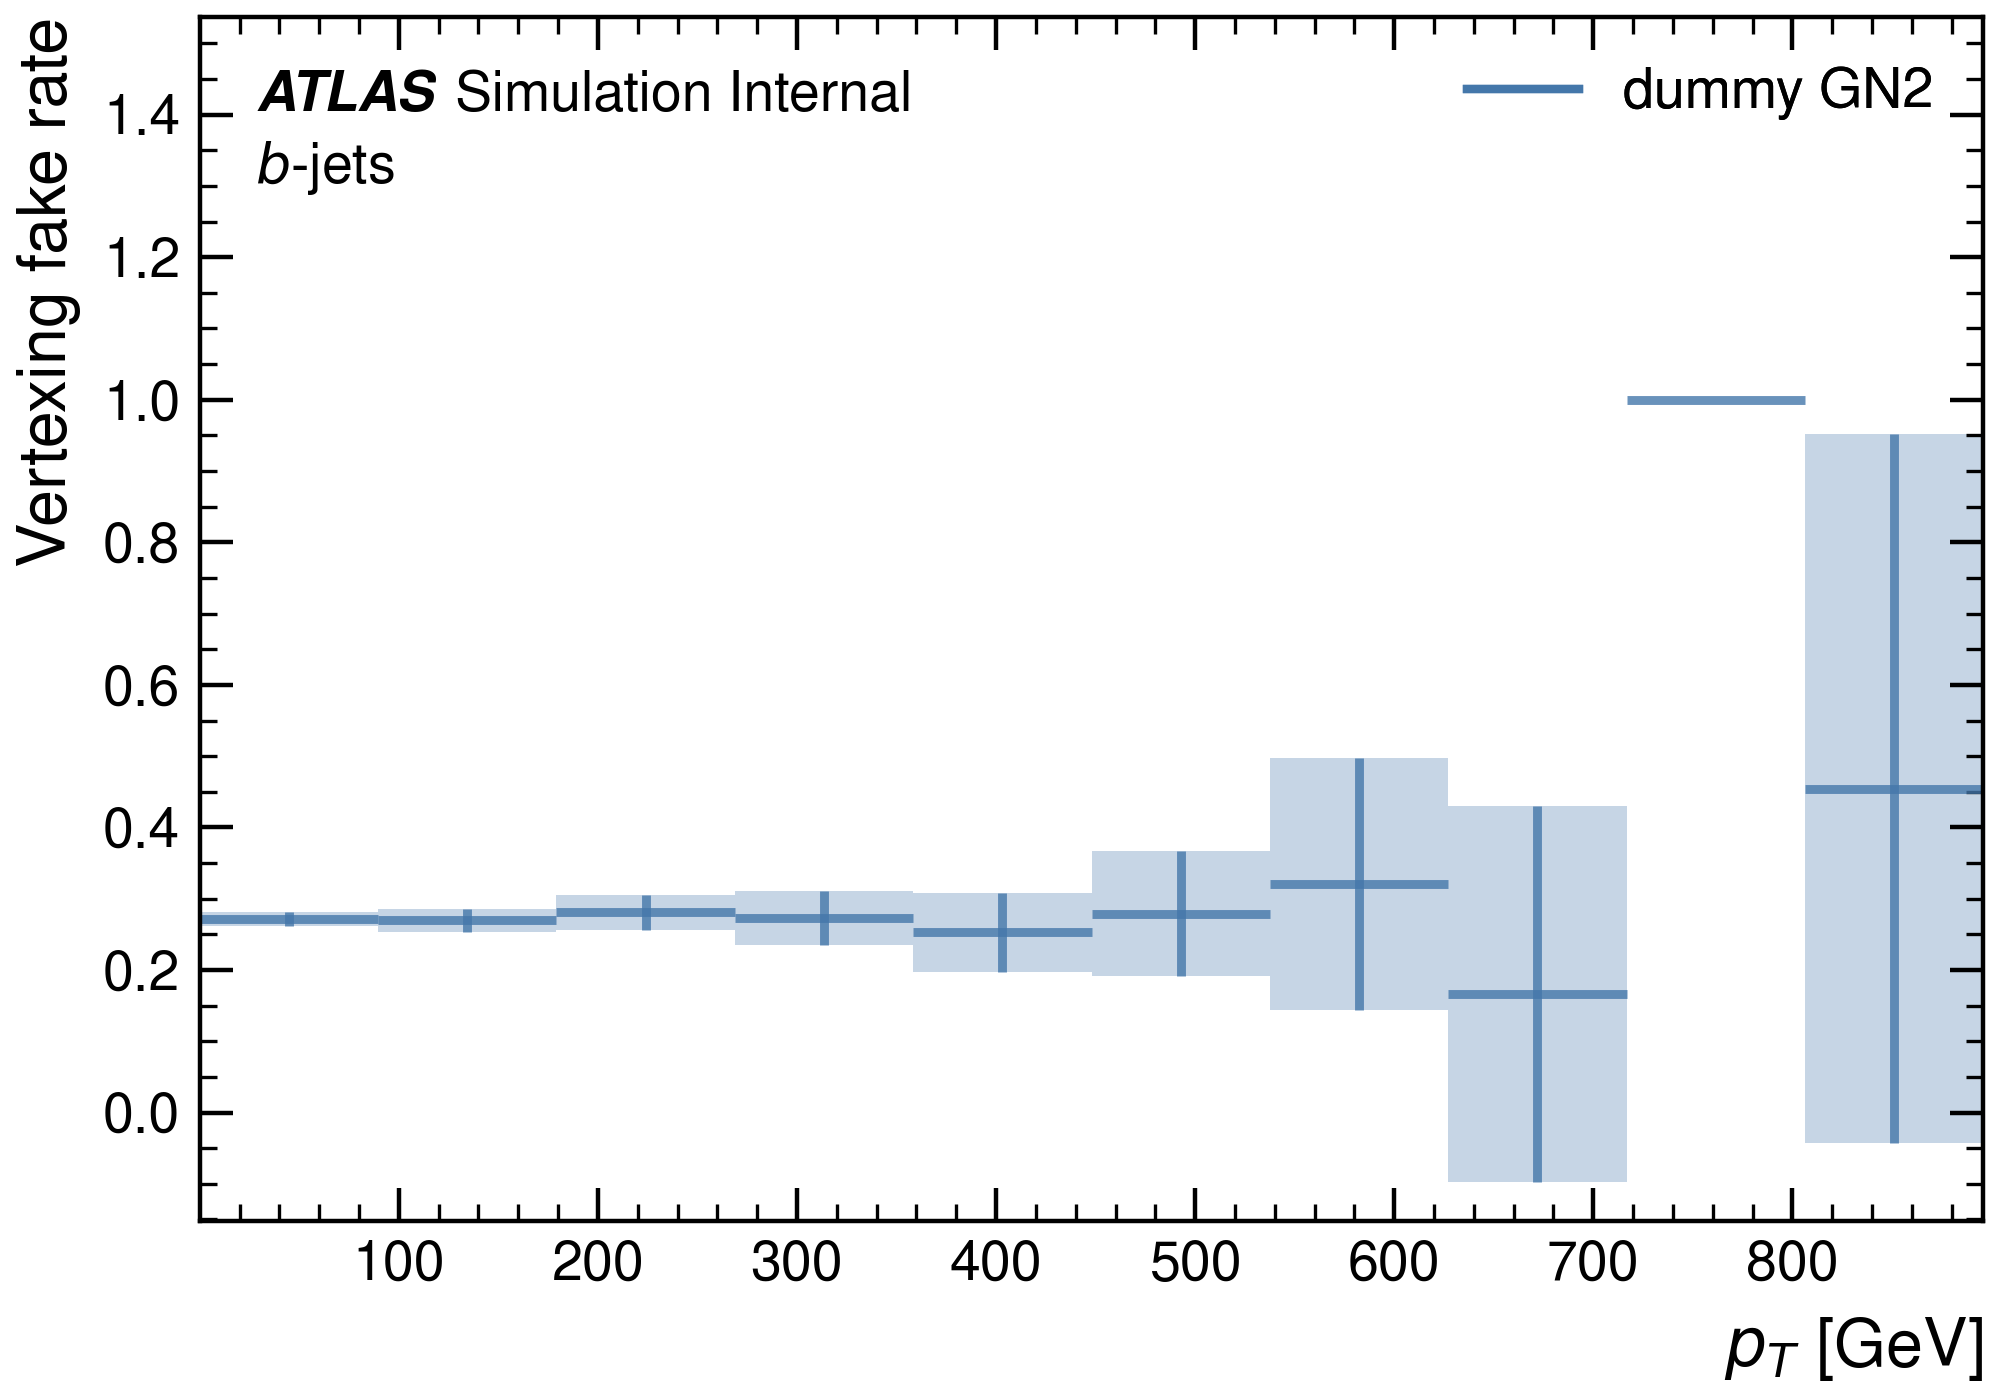 ATLAS Simulation Internal
b-jets
dummy GN2
Vertexing fake rate
1.4
1.2
1.0
0.8
0.6
0.4
0.2
0.0
100 200 300 400 500 600 700 800
pT [GeV]